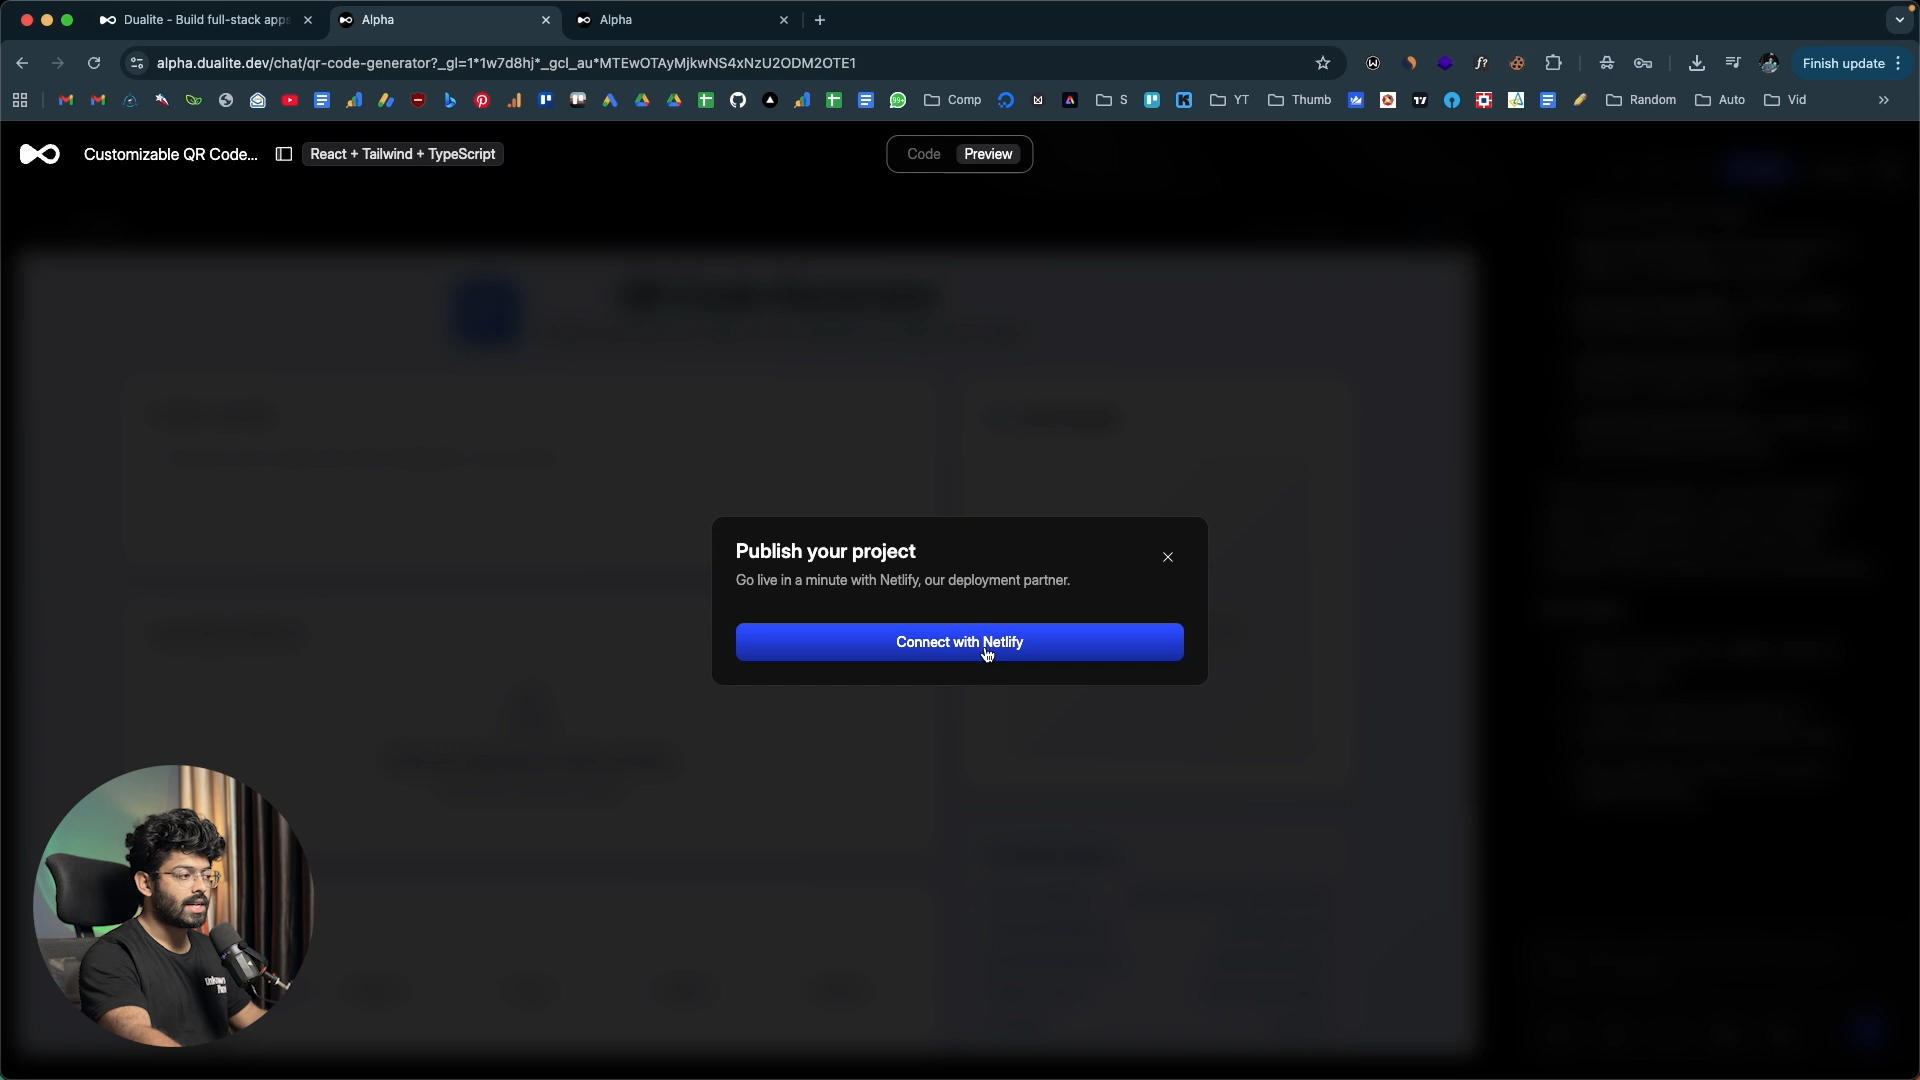 Dualite - Build full-stack apps
Alpha
Alpha
alpha.dualite.dev/chat/qr-code-generator?_gl=1*1w7d8hj*_gcl_au*MTEwOTAyMjkwNS4xNzU2ODM2OTE1
Finish update
Comp
S
YT
Thumb
Random
Auto
Vid
Customizable QR Code...
React + Tailwind + TypeScript
Code
Preview
Publish your project
Go live in a minute with Netlify, our deployment partner.
Connect with Netlify